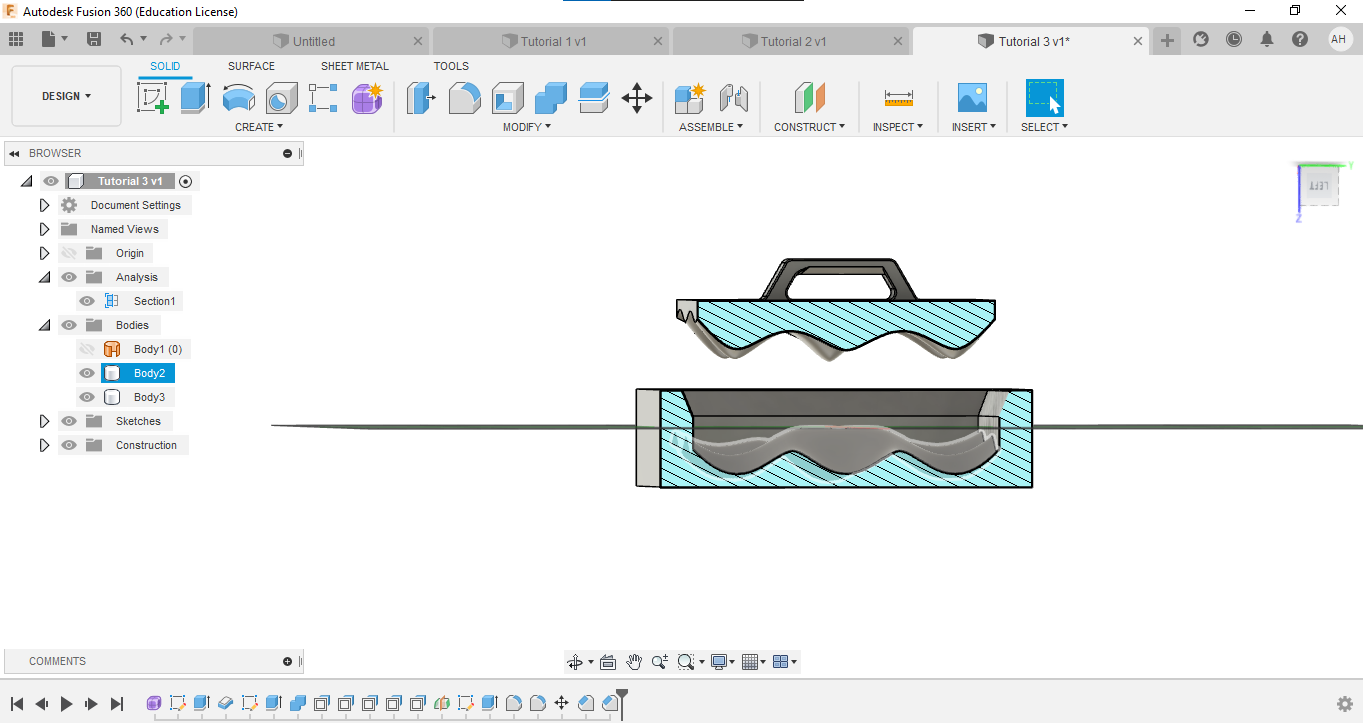 Autodesk Fusion 360 (Education License)
Untitled
Tutorial 1 v1
Tutorial 2 v1
Tutorial 3 v1*
AH
SOLID
SURFACE
SHEET METAL
TOOLS
DESIGN
CREATE
MODIFY
ASSEMBLE
CONSTRUCT
INSPECT
INSERT
SELECT
BROWSER
Tutorial 3 v1
Document Settings
Named Views
Origin
Analysis
Section1
Bodies
Body1 (0)
Body2
Body3
Sketches
Construction
Y
LEFT
Z
COMMENTS